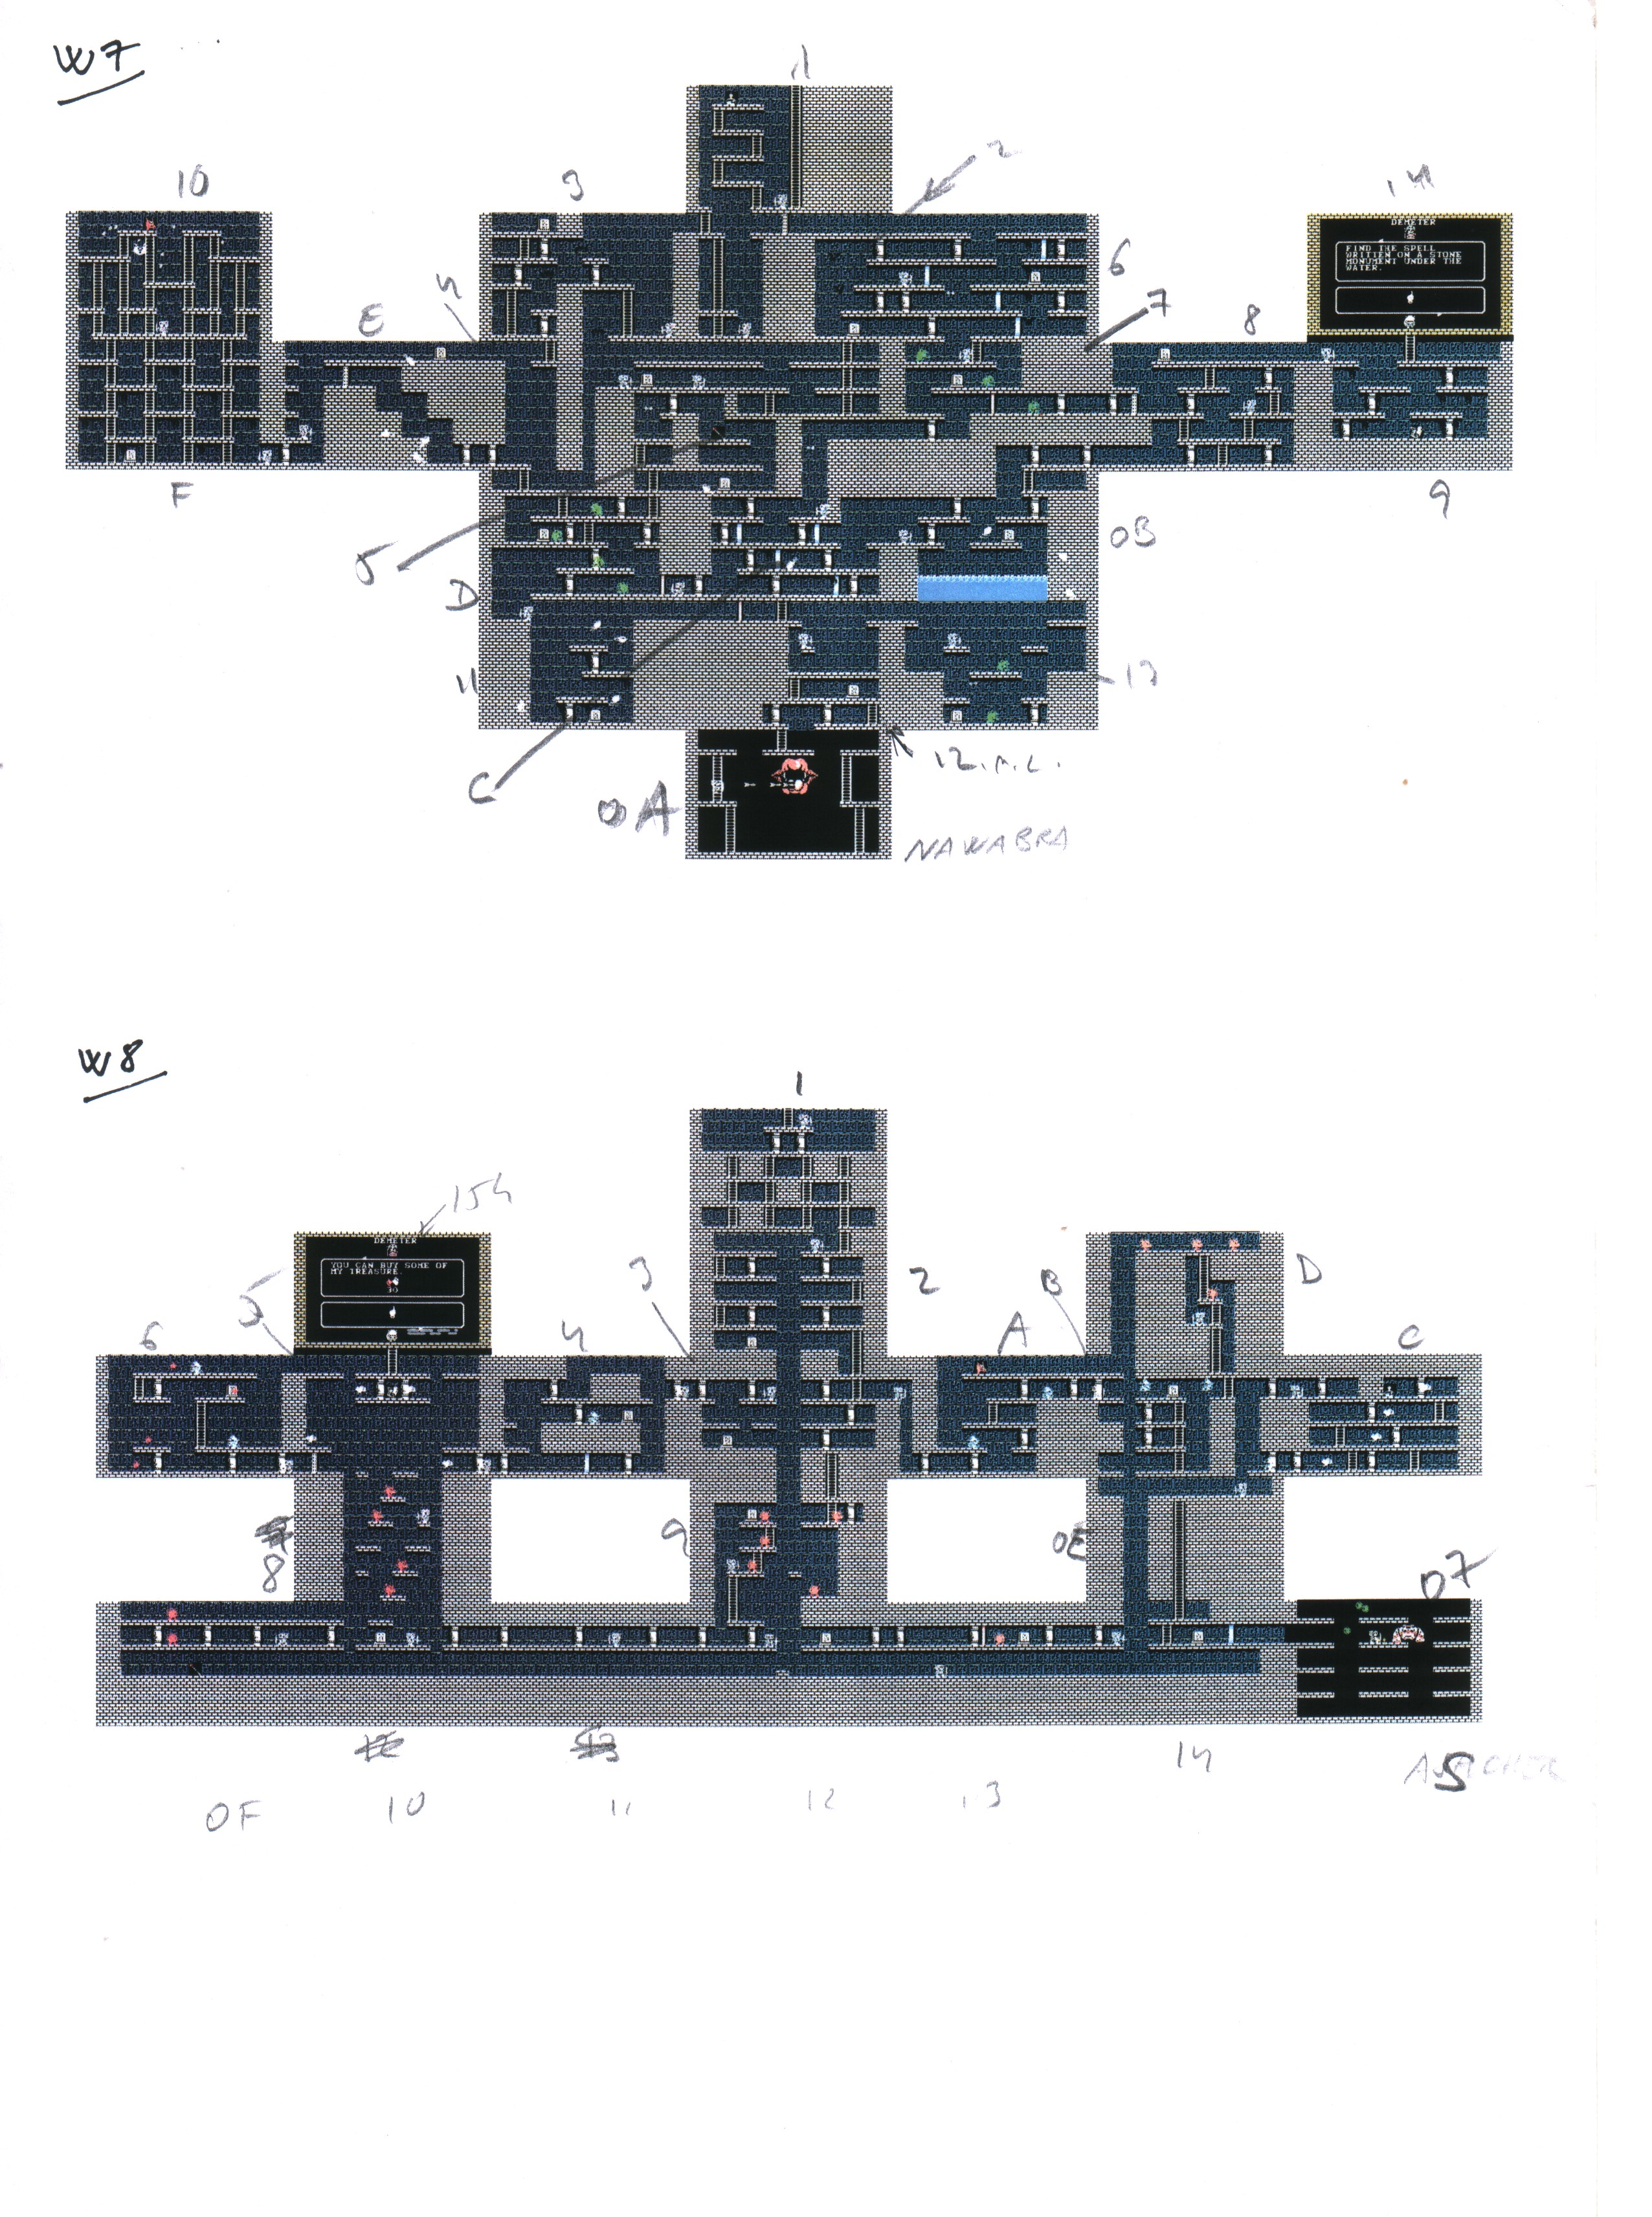 W7
1
2
10
3
14
DEMETER
FIND THE SPELL
WRITTEN ON A STONE
MONUMENT UNDER THE
WATER.
6
7
8
E
4
F
9
5
0B
D
11
13
C
12.A.L.
0A
NAWABRA
W8
1
154
DEMETER
YOU CAN BUY SOME OF
MY TREASURE.
30
3
2
B
D
5
6
4
A
C
8
9
0E
07
14
0F
10
11
12
13